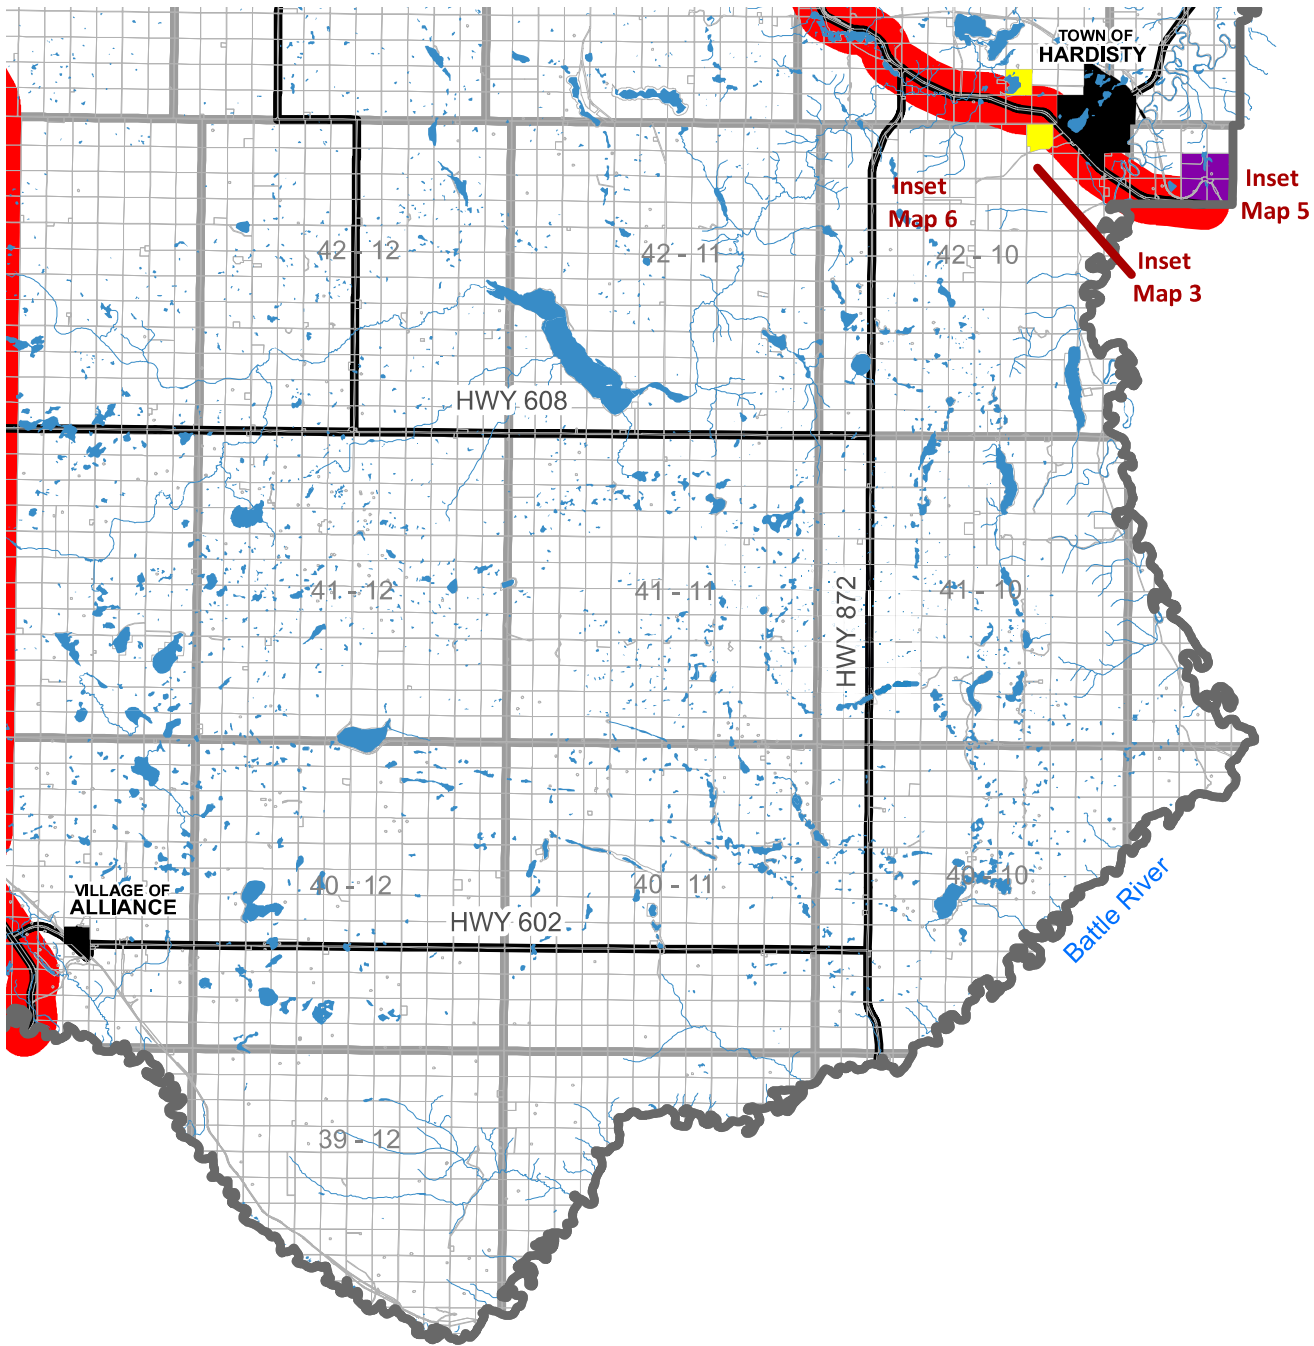 TOWN OF
HARDISTY
Inset
Map 6
Inset
Map 5
42 - 12
42 - 11
42 - 10
Inset
Map 3
HWY 608
41 - 12
41 - 11
HWY 872
41 - 10
VILLAGE OF
ALLIANCE
40 - 12
40 - 11
40 - 10
HWY 602
Battle River
39 - 12